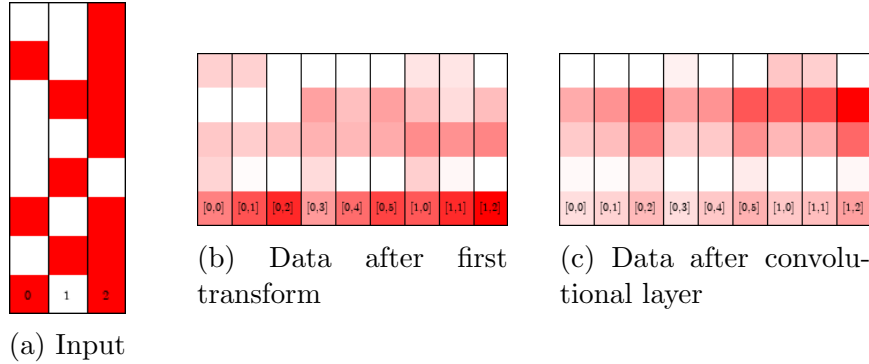 0 1 2
(a) Input
[0,0] [0,1] [0,2] [0,3] [0,4] [0,5] [1,0] [1,1] [1,2]
(b) Data after first
transform
[0,0] [0,1] [0,2] [0,3] [0,4] [0,5] [1,0] [1,1] [1,2]
(c) Data after convolu-
tional layer